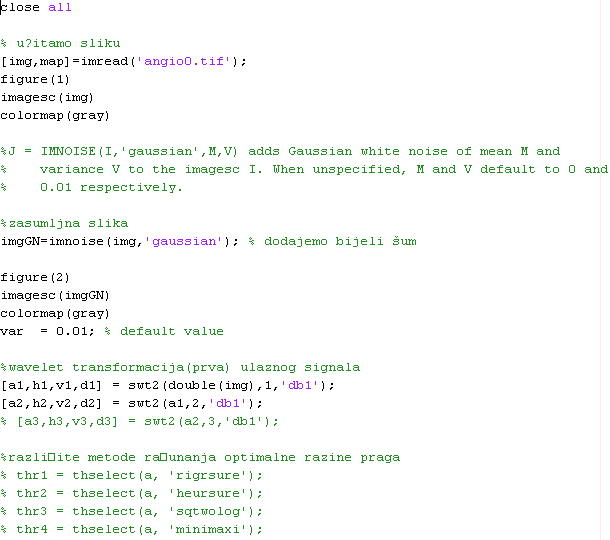 close all
% u?itamo sliku
[img,map]=imread('angio0.tif');
figure(1)
imagesc(img)
colormap(gray)
%J = IMNOISE(I,'gaussian',M,V) adds Gaussian white noise of mean M and
% variance V to the imagesc I. When unspecified, M and V default to 0 and
% 0.01 respectively.
%zasumljna slika
imgGN=imnoise(img,'gaussian'); % dodajemo bijeli šum
figure(2)
imagesc(imgGN)
colormap(gray)
var = 0.01; % default value
%wavelet transformacija(prva) ulaznog signala
[a1,h1,v1,d1] = swt2(double(img),1,'db1');
[a2,h2,v2,d2] = swt2(a1,2,'db1');
% [a3,h3,v3,d3] = swt2(a2,3,'db1');
%razli□ite metode ra□unanja optimalne razine praga
% thr1 = thselect(a, 'rigrsure');
% thr2 = thselect(a, 'heursure');
% thr3 = thselect(a, 'sqtwolog');
% thr4 = thselect(a, 'minimaxi');